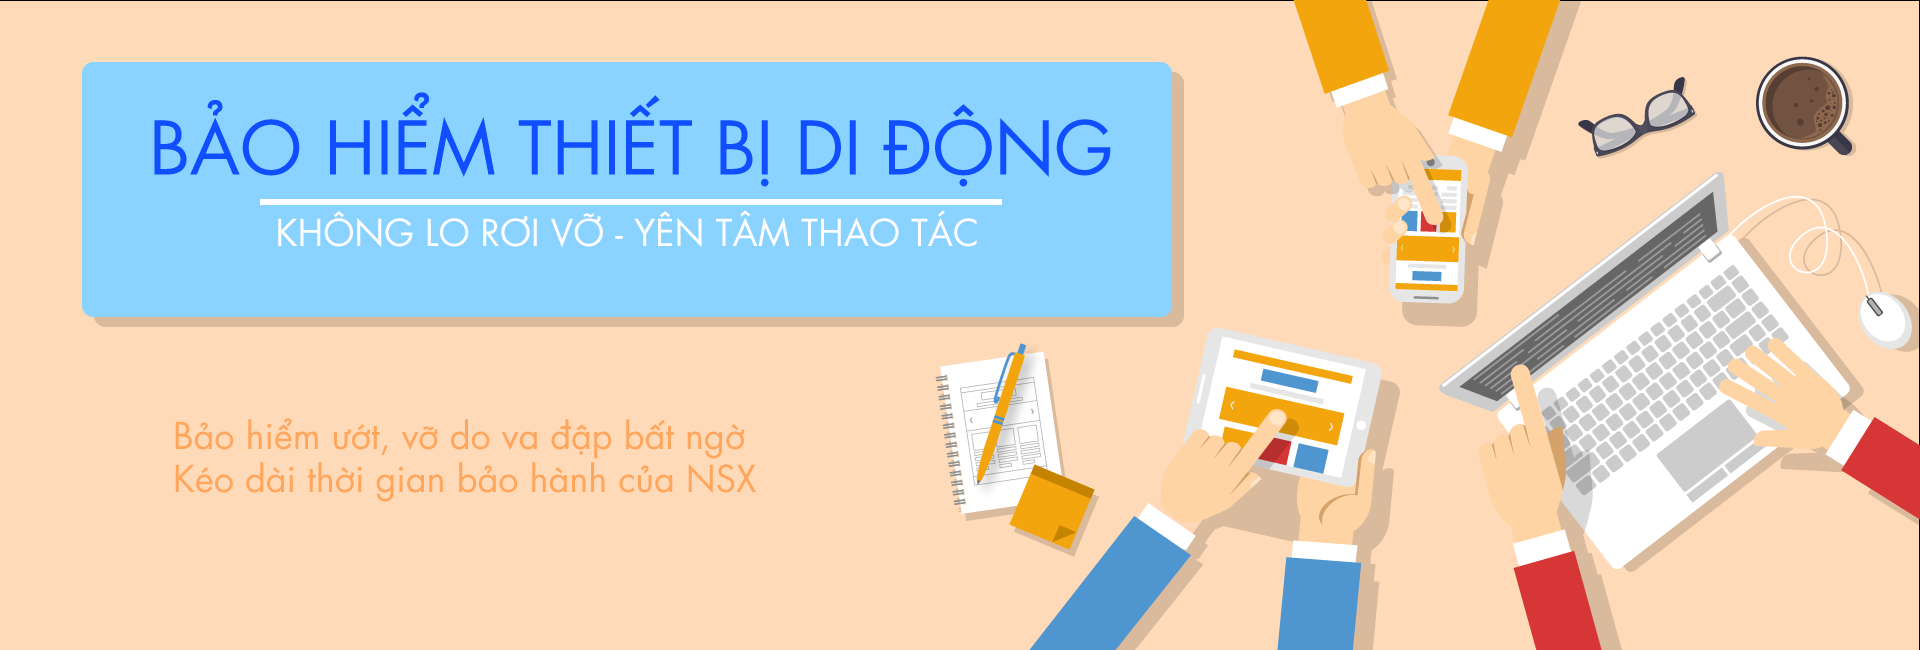 BẢO HIỂM THIẾT BỊ DI ĐỘNG
KHÔNG LO RƠI VỠ - YÊN TÂM THAO TÁC
Bảo hiểm ướt, vỡ do va đập bất ngờ
Kéo dài thời gian bảo hành của NSX